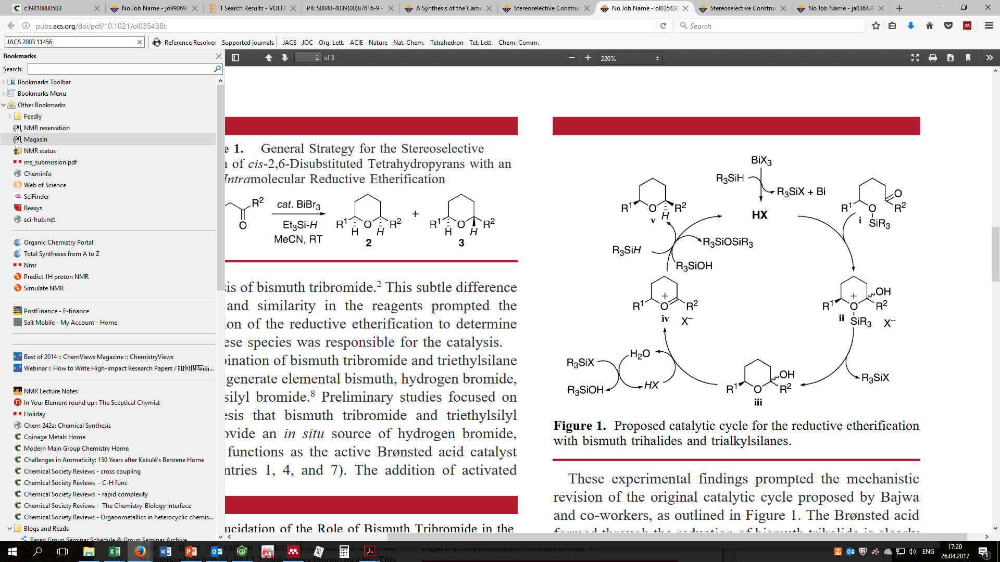 c39810000503
No Job Name - jo99069(
1 Search Results - VOLUM
PII: S0040-4039(00)87616-9 -
A Synthesis of the Carbo
Stereoselective Construc
No Job Name - ol035438
Stereoselective Construc
No Job Name - ja036439
pubs.acs.org/doi/pdf/10.1021/ol035438t
Search
JACS 2003 11456
Reference Resolver
Supported journals
JACS
JOC
Org. Lett.
ACIE
Nature
Nat. Chem.
Tetrahedron
Tet. Lett.
Chem. Comm.
Bookmarks
Search:
Bookmarks Toolbar
Bookmarks Menu
Other Bookmarks
Feedly
NMR reservation
Magasin
NMR status
ms_submission.pdf
Cheminfo
Web of Science
SciFinder
Reaxys
sci-hub.net
Organic Chemistry Portal
Total Syntheses from A to Z
Nmr
Predict 1H proton NMR
Simulate NMR
PostFinance - E-finance
Salt Mobile - My Account - Home
Best of 2014 :: ChemViews Magazine :: ChemistryViews
Webinar :: How to Write High-impact Research Papers / 如何撰写高...
NMR Lecture Notes
In Your Element round up : The Sceptical Chymist
Holiday
Chem 242a: Chemical Synthesis
Coinage Metals Home
Modern Main Group Chemistry Home
Challenges in Aromaticity: 150 Years after Kekulé's Benzene Home
Chemical Society Reviews - cross coupling
Chemical Society Reviews - C-H func
Chemical Society Reviews - rapid complexity
Chemical Society Reviews - The Chemistry-Biology Interface
Chemical Society Reviews - Organometallics in heterocyclic chemis...
Blogs and Reads
Baran Group Seminar Schedule & Group Seminar Archive
2 of 3
220%
e 1. General Strategy for the Stereoselective
n of cis-2,6-Disubstituted Tetrahydropyrans with an
Intramolecular Reductive Etherification
R² O
cat. BiBr₃
Et₃Si-H
MeCN, RT
R¹ O R² H H
2
+
R¹ O R² H H
3
sis of bismuth tribromide.² This subtle difference
and similarity in the reagents prompted the
ion of the reductive etherification to determine
ese species was responsible for the catalysis.
bination of bismuth tribromide and triethylsilane
generate elemental bismuth, hydrogen bromide,
silyl bromide.⁸ Preliminary studies focused on
esis that bismuth tribromide and triethylsilyl
ovide an in situ source of hydrogen bromide,
functions as the active Brønsted acid catalyst
ntries 1, 4, and 7). The addition of activated
ucidation of the Role of Bismuth Tribromide in the
BiX₃
R₃SiH
R₃SiX + Bi
HX
R¹ O H R²
v
R¹ O SiR₃ O R²
i
R₃SiOSiR₃
R₃SiH
R₃SiOH
R¹ + O R²
iv X⁻
R¹ + O OH R²
ii SiR₃ X⁻
H₂O
R₃SiX
R₃SiOH
HX
R₃SiX
R¹ O OH R²
iii
Figure 1. Proposed catalytic cycle for the reductive etherification
with bismuth trihalides and trialkylsilanes.
These experimental findings prompted the mechanistic
revision of the original catalytic cycle proposed by Bajwa
and co-workers, as outlined in Figure 1. The Brønsted acid
formed through the reduction of bismuth trihalide is clearly
ENG
17:20
26.04.2017
1